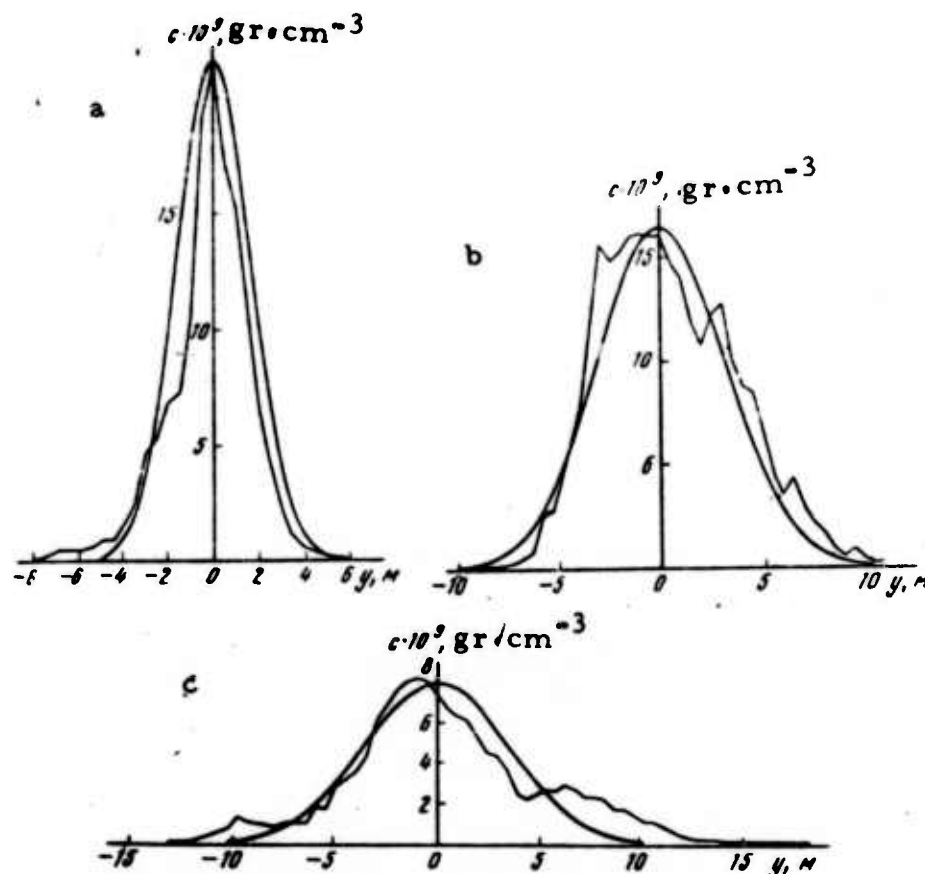 c·10⁹, gr•cm⁻³
a
15
10
5
-8 -6 -4 -2 0 2 4 6 y, м
c·10⁹, gr•cm⁻³
b
15
10
6
-10 -5 0 5 10 y, м
c·10⁹, gr/cm⁻³
c
8
6
4
2
-15 -10 -5 0 5 10 15 y, м